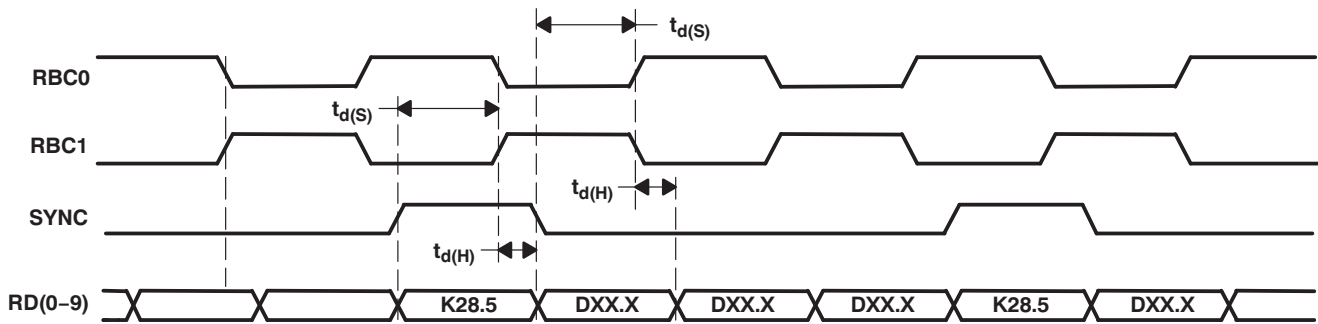 t_d(S)
RBC0
t_d(S)
RBC1
t_d(H)
SYNC
t_d(H)
RD(0–9) K28.5 DXX.X DXX.X DXX.X K28.5 DXX.X